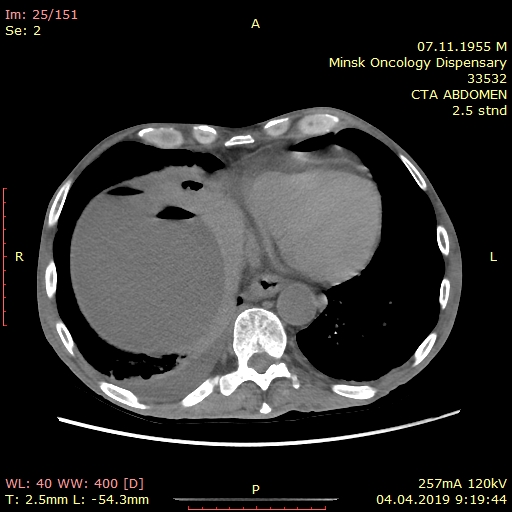 Im: 25/151
Se: 2
A
07.11.1955 M
Minsk Oncology Dispensary
33532
CTA ABDOMEN
2.5 stnd
R
L
WL: 40 WW: 400 [D]
T: 2.5mm L: -54.3mm
P
257mA 120kV
04.04.2019 9:19:44